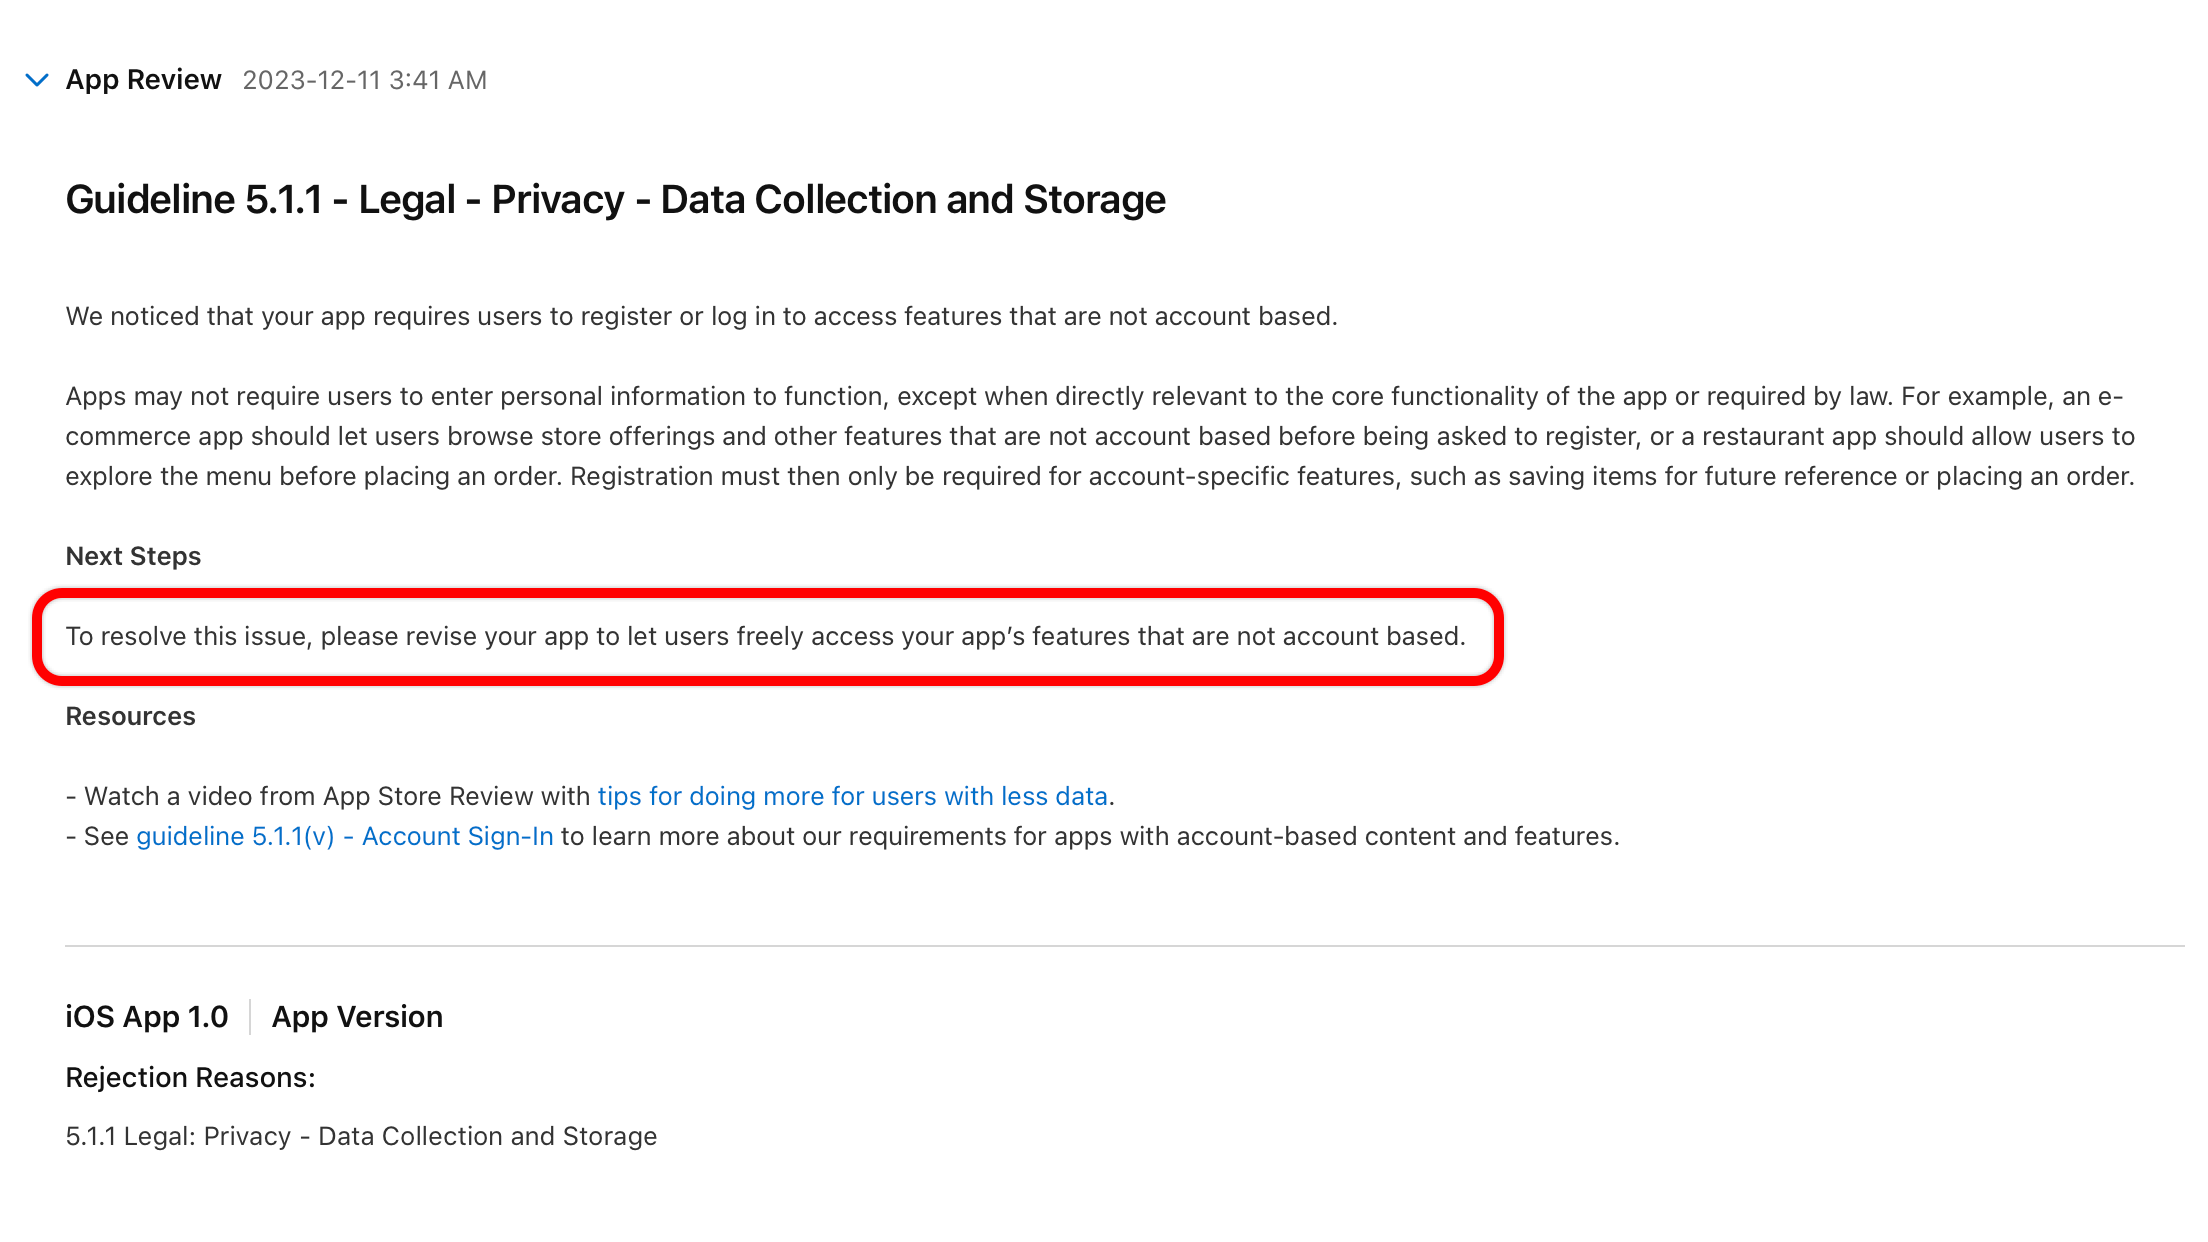 App Review 2023-12-11 3:41 AM
Guideline 5.1.1 - Legal - Privacy - Data Collection and Storage
We noticed that your app requires users to register or log in to access features that are not account based.
Apps may not require users to enter personal information to function, except when directly relevant to the core functionality of the app or required by law. For example, an e-
commerce app should let users browse store offerings and other features that are not account based before being asked to register, or a restaurant app should allow users to
explore the menu before placing an order. Registration must then only be required for account-specific features, such as saving items for future reference or placing an order.
Next Steps
To resolve this issue, please revise your app to let users freely access your app’s features that are not account based.
Resources
- Watch a video from App Store Review with tips for doing more for users with less data.
- See guideline 5.1.1(v) - Account Sign-In to learn more about our requirements for apps with account-based content and features.
iOS App 1.0 App Version
Rejection Reasons:
5.1.1 Legal: Privacy - Data Collection and Storage